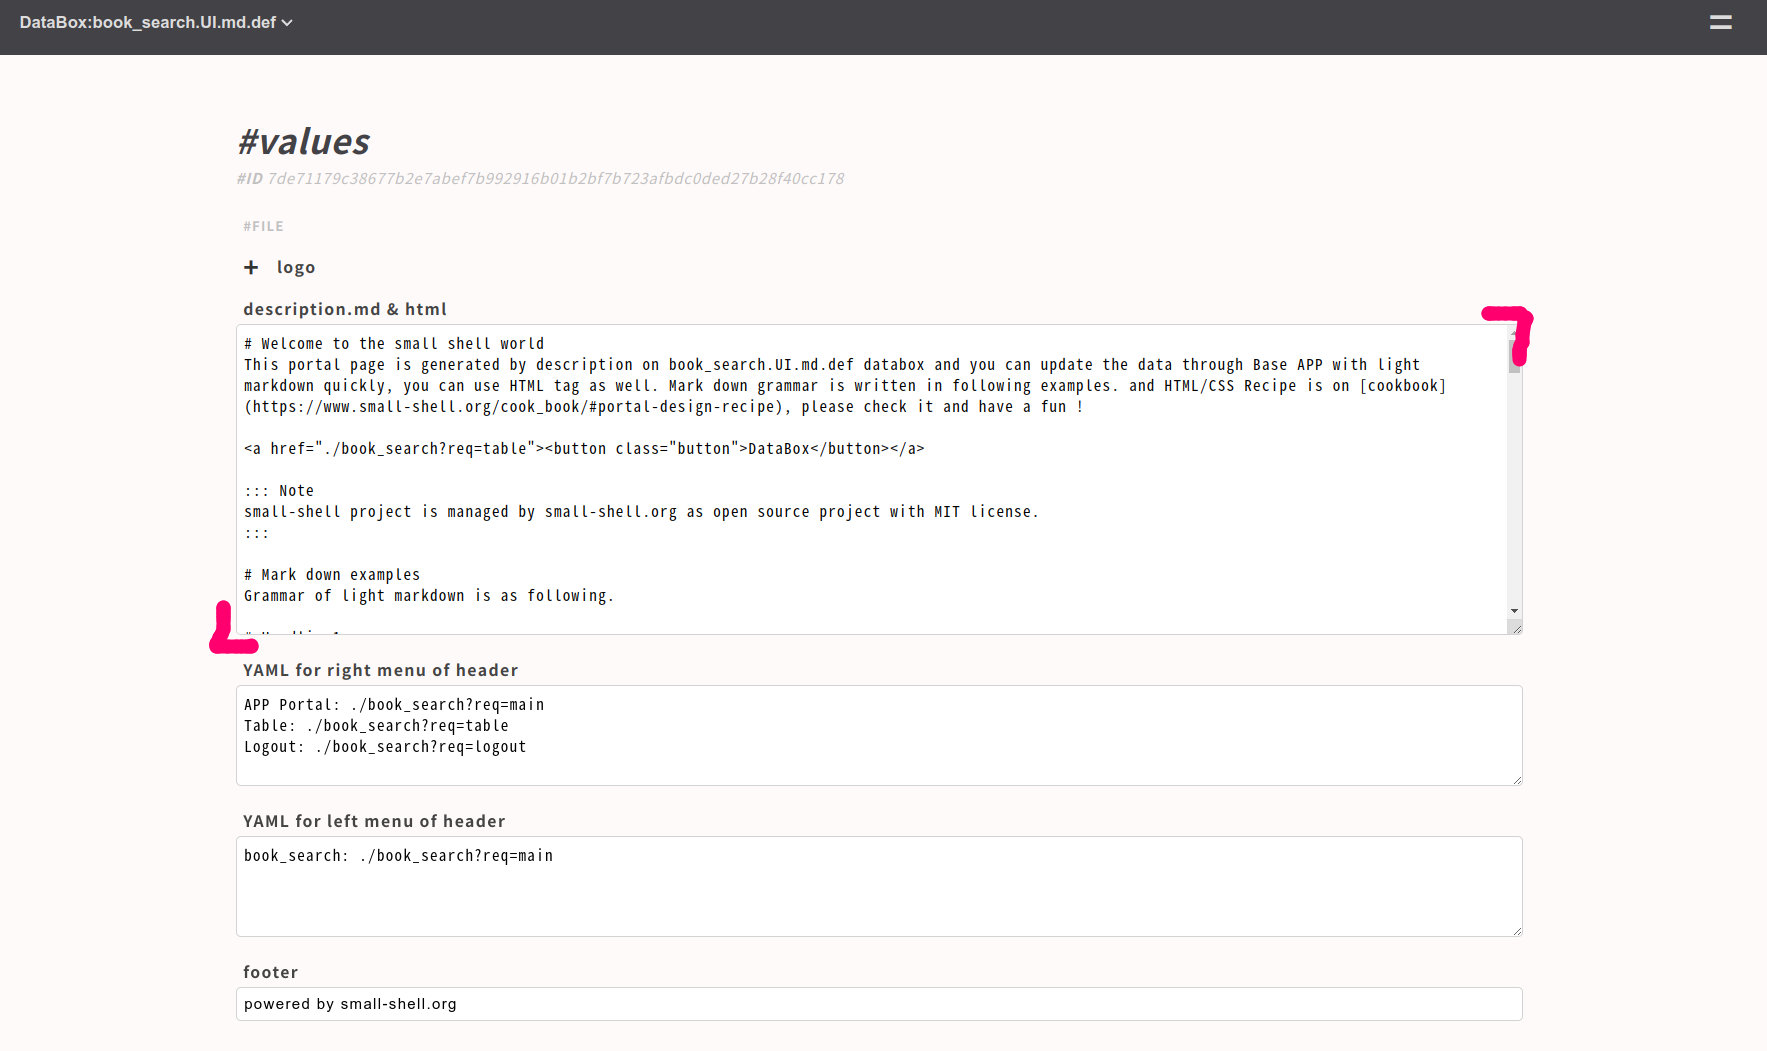 DataBox:book_search.UI.md.def
#values
#ID 7de71179c38677b2e7abef7b992916b01b2bf7b723afbdc0ded27b28f40cc178
#FILE
+ logo
description.md & html
# Welcome to the small shell world
This portal page is generated by description on book_search.UI.md.def databox and you can update the data through Base APP with light
markdown quickly, you can use HTML tag as well. Mark down grammar is written in following examples. and HTML/CSS Recipe is on [cookbook]
(https://www.small-shell.org/cook_book/#portal-design-recipe), please check it and have a fun !
<a href="./book_search?req=table"><button class="button">DataBox</button></a>
::: Note
small-shell project is managed by small-shell.org as open source project with MIT license.
:::
# Mark down examples
Grammar of light markdown is as following.
YAML for right menu of header
APP Portal: ./book_search?req=main
Table: ./book_search?req=table
Logout: ./book_search?req=logout
YAML for left menu of header
book_search: ./book_search?req=main
footer
powered by small-shell.org